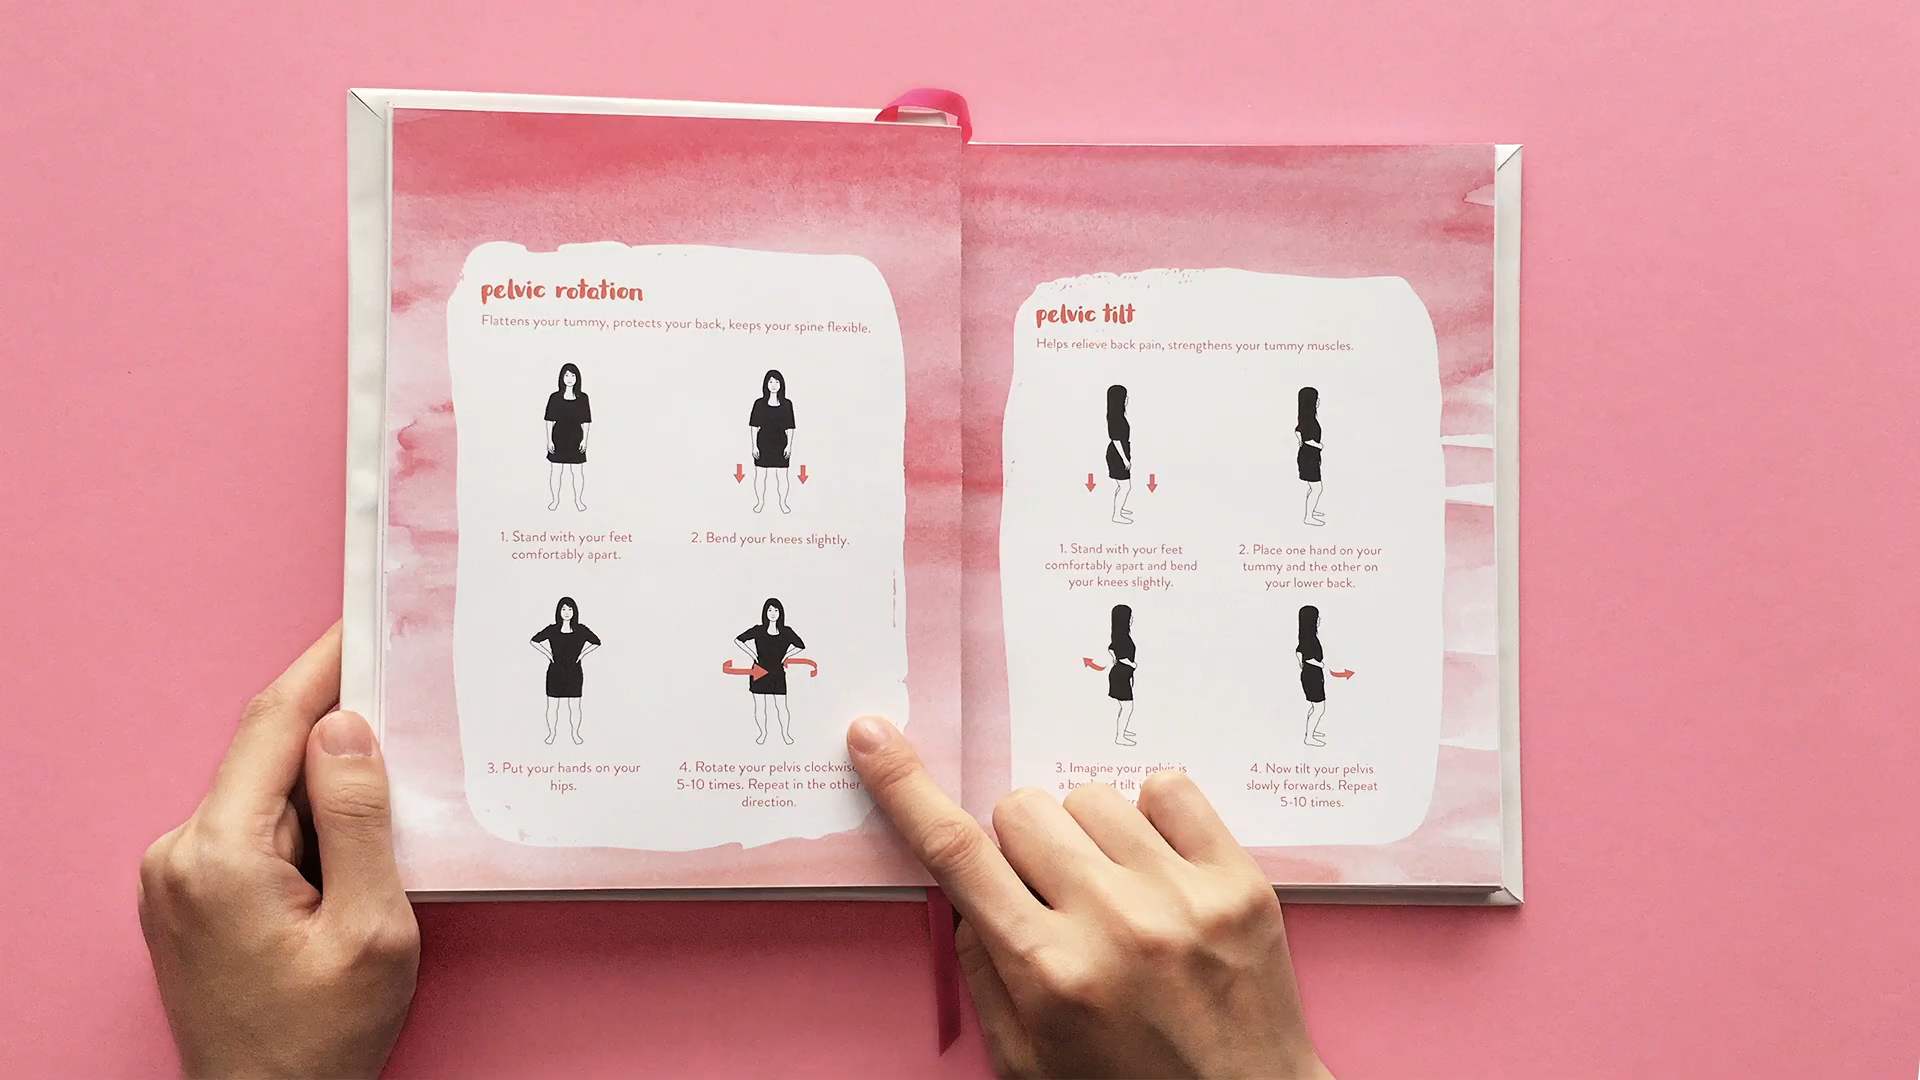 pelvic rotation
Flattens your tummy, protects your back, keeps your spine flexible.
1. Stand with your feet
comfortably apart.
2. Bend your knees slightly.
3. Put your hands on your
hips.
4. Rotate your pelvis clockwise
5-10 times. Repeat in the other
direction.
pelvic tilt
Helps relieve back pain, strengthens your tummy muscles.
1. Stand with your feet
comfortably apart and bend
your knees slightly.
2. Place one hand on your
tummy and the other on
your lower back.
3. Imagine your pelvis is
a tilt
4. Now tilt your pelvis
slowly forwards. Repeat
5-10 times.